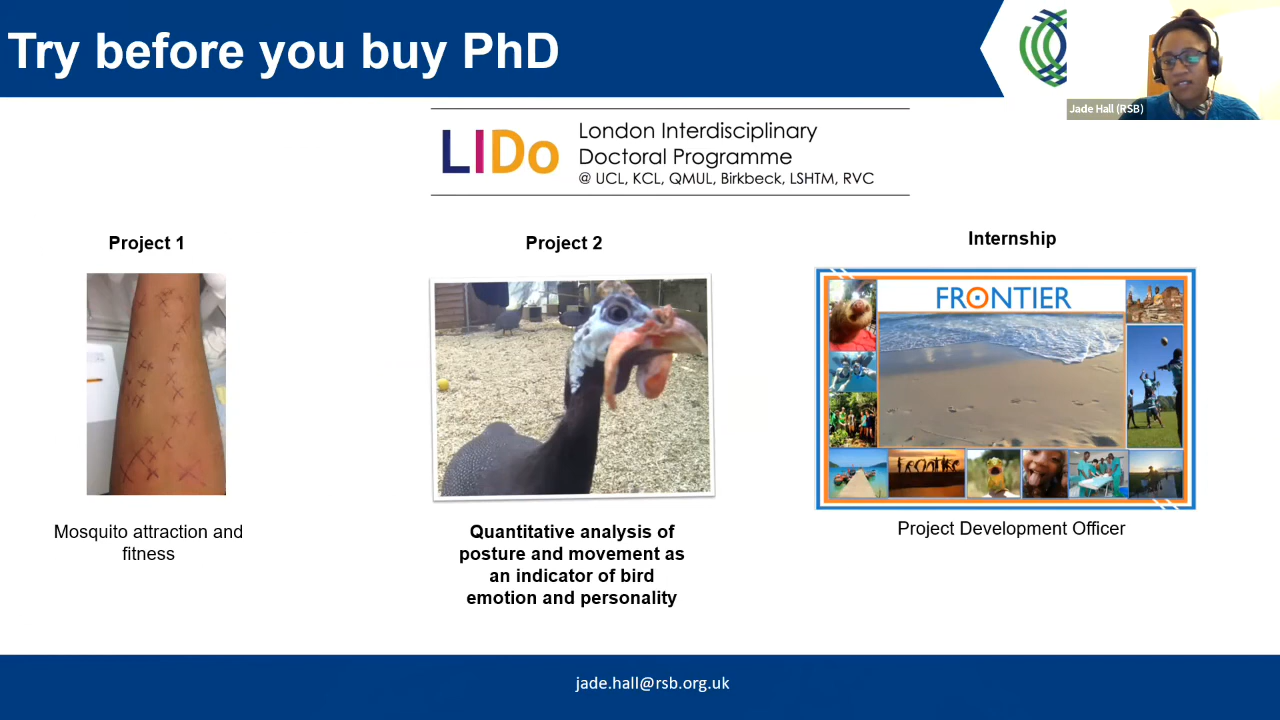 Try before you buy PhD
Jade Hall (RSB)
LIDo
London Interdisciplinary
Doctoral Programme
@ UCL, KCL, QMUL, Birkbeck, LSHTM, RVC
Project 1
Project 2
Internship
FRONTIER
Mosquito attraction and
fitness
Quantitative analysis of
posture and movement as
an indicator of bird
emotion and personality
Project Development Officer
jade.hall@rsb.org.uk